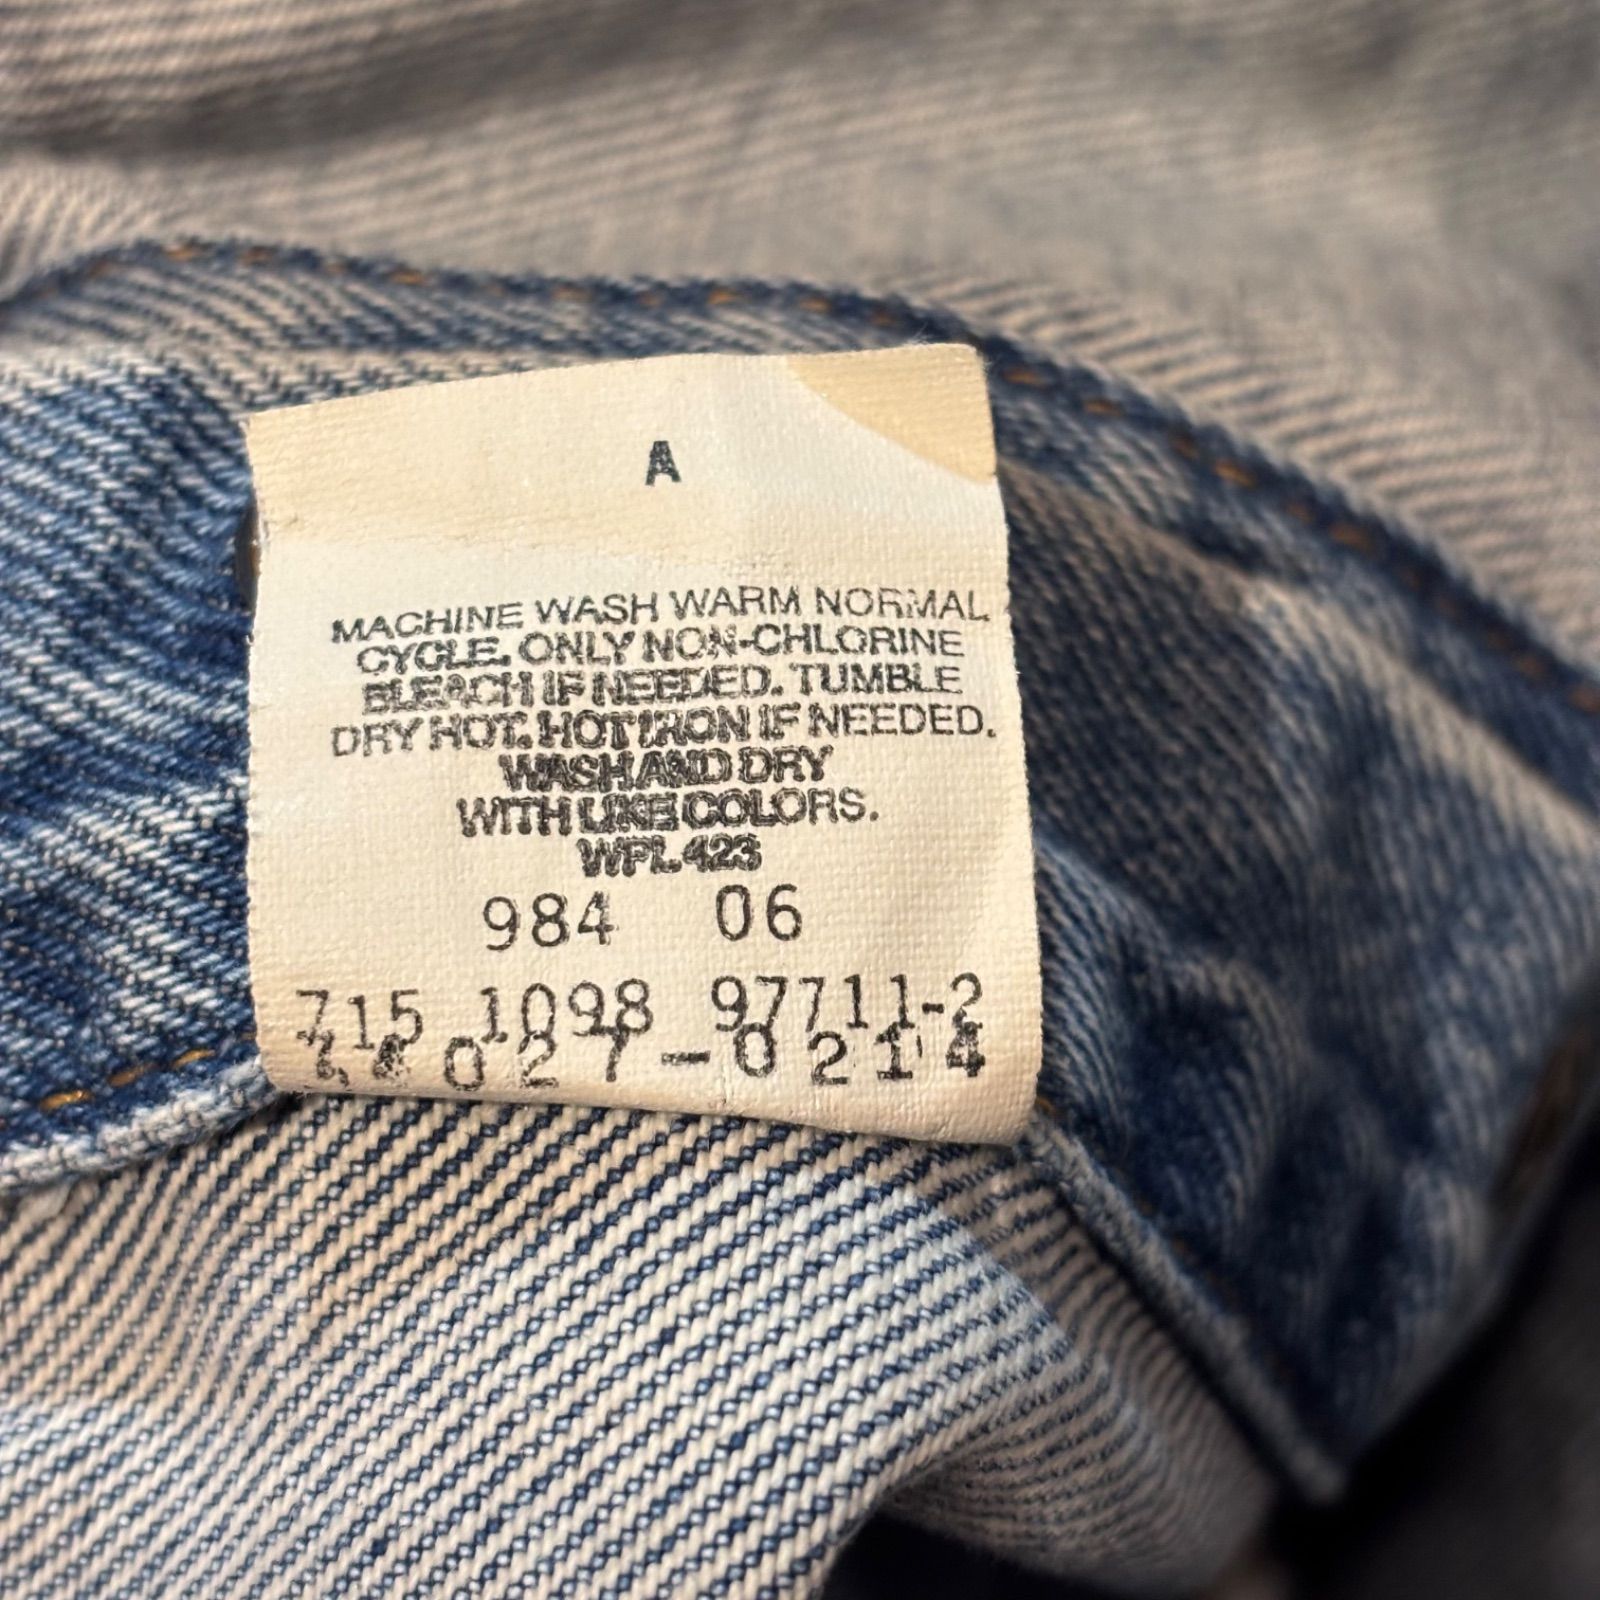 A
MACHINE WASH WARM NORMAL
CYCLE. ONLY NON-CHLORINE
BLEACH IF NEEDED. TUMBLE
DRY HOT. HOT IRON IF NEEDED.
WASH AND DRY
WITH LIKE COLORS.
WPL 423
984 06
715 1098 97711-2
027-0214